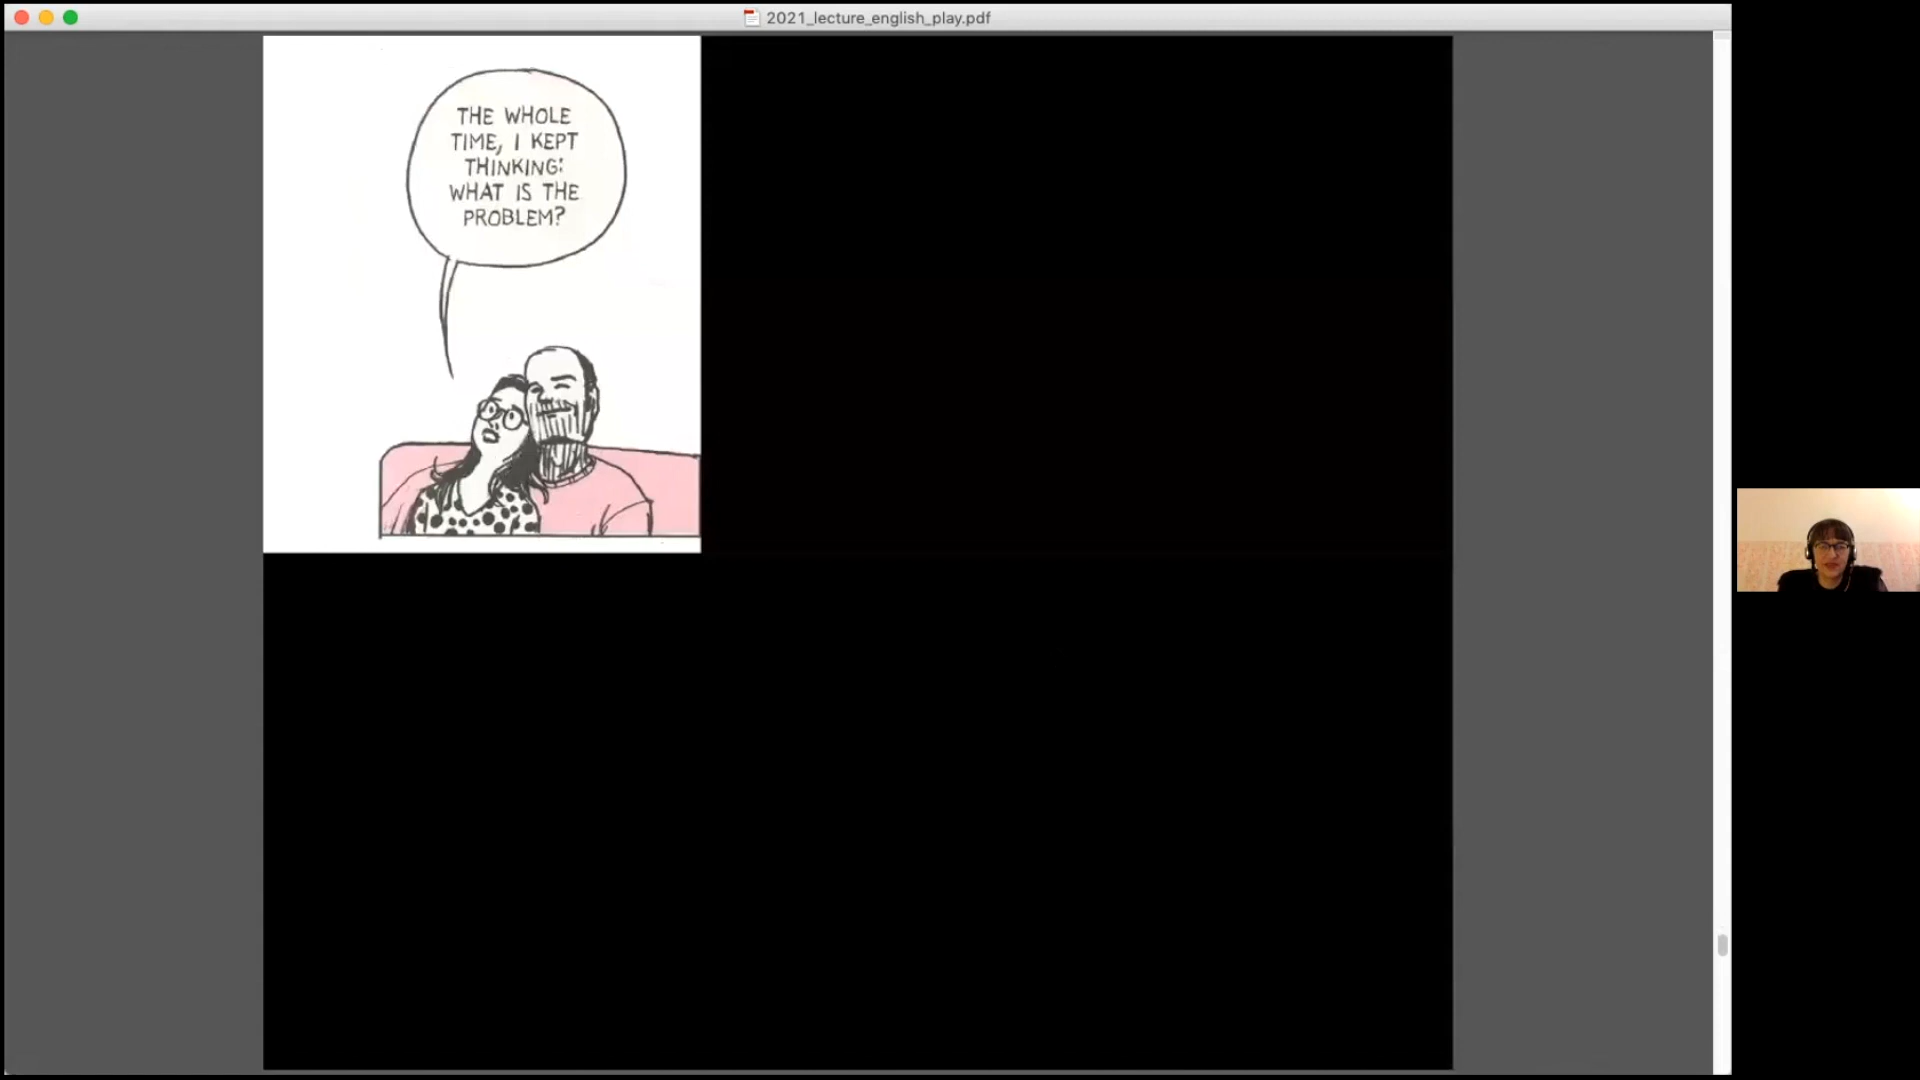 2021_lecture_english_play.pdf
THE WHOLE
TIME, I KEPT
THINKING:
WHAT IS THE
PROBLEM?